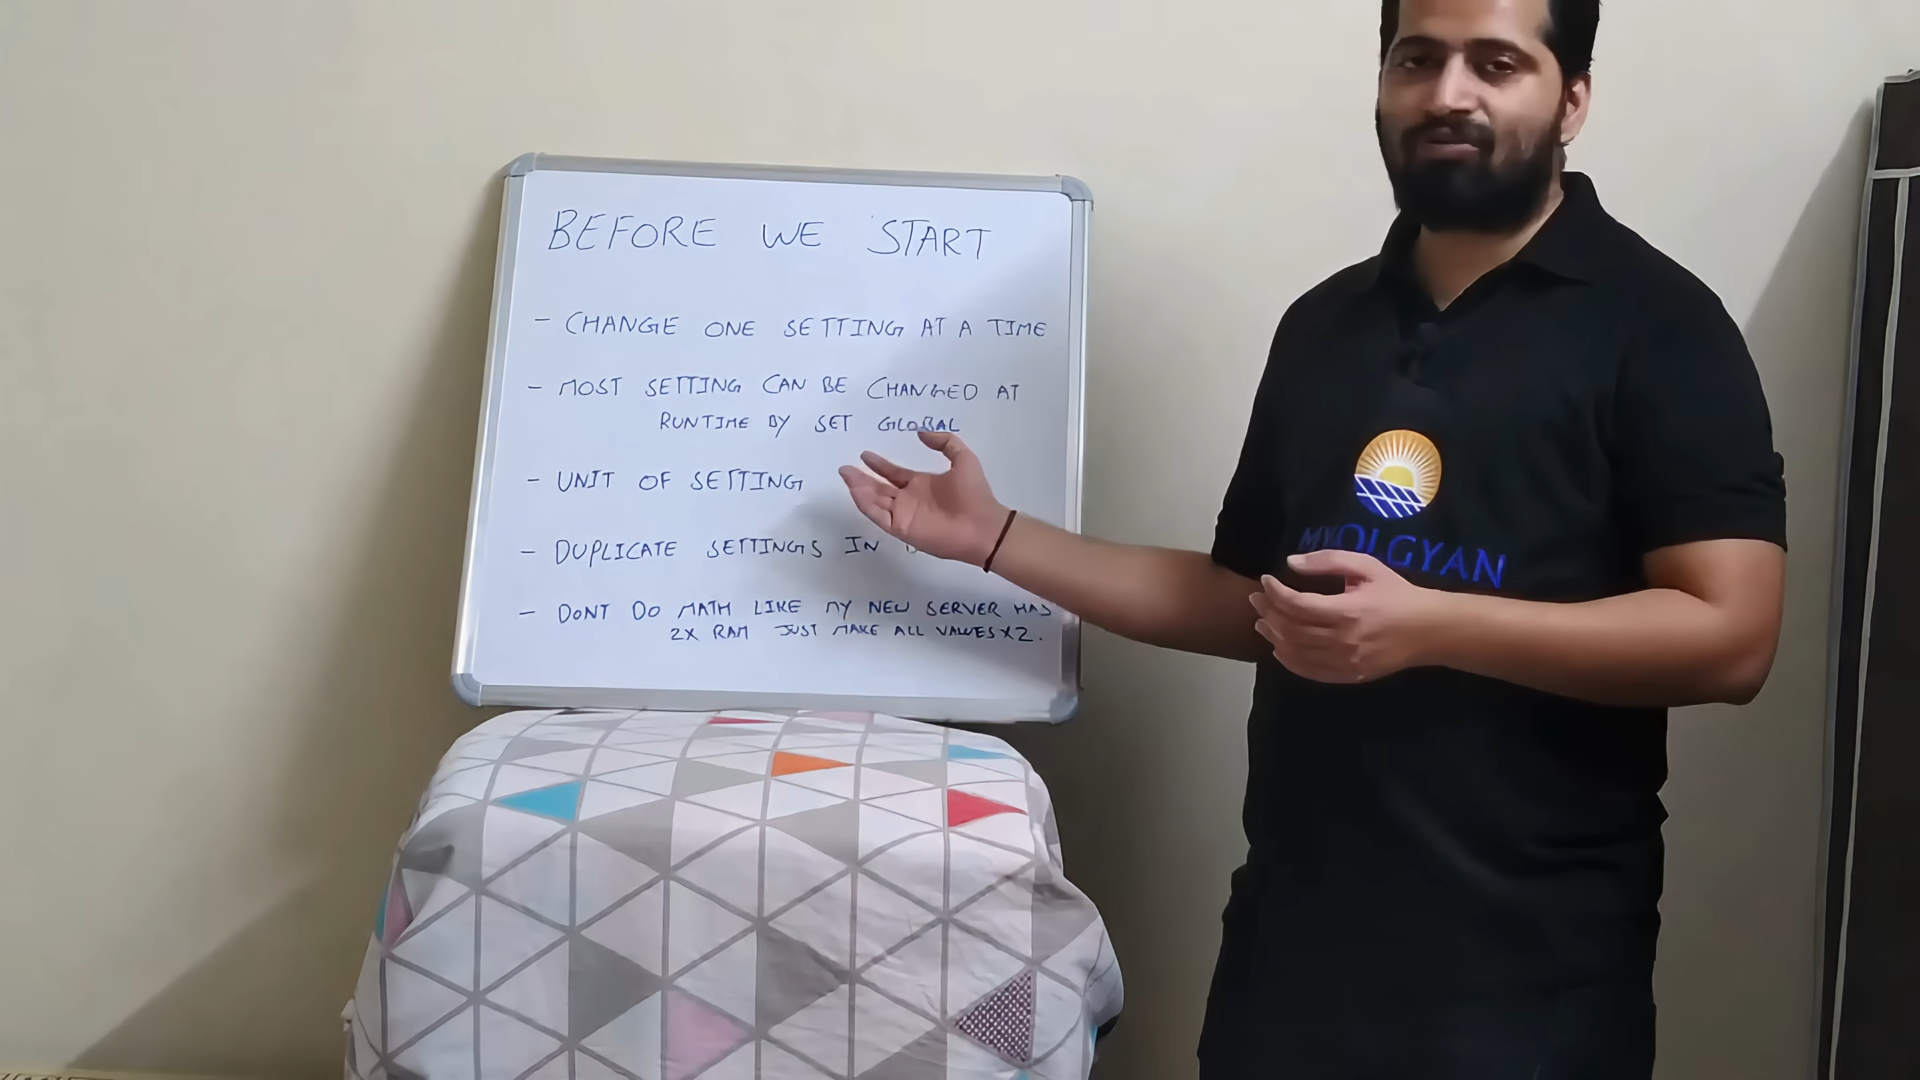 BEFORE WE START
- CHANGE ONE SETTING AT A TIME
- MOST SETTING CAN BE CHANGED AT
RUNTIME BY SET GLOBAL
- UNIT OF SETTING
- DUPLICATE SETTINGS IN
- DONT DO MATH LIKE MY NEW SERVER HAS
2X RAM JUST MAKE ALL VALUES X2.
MYSQLGYAN